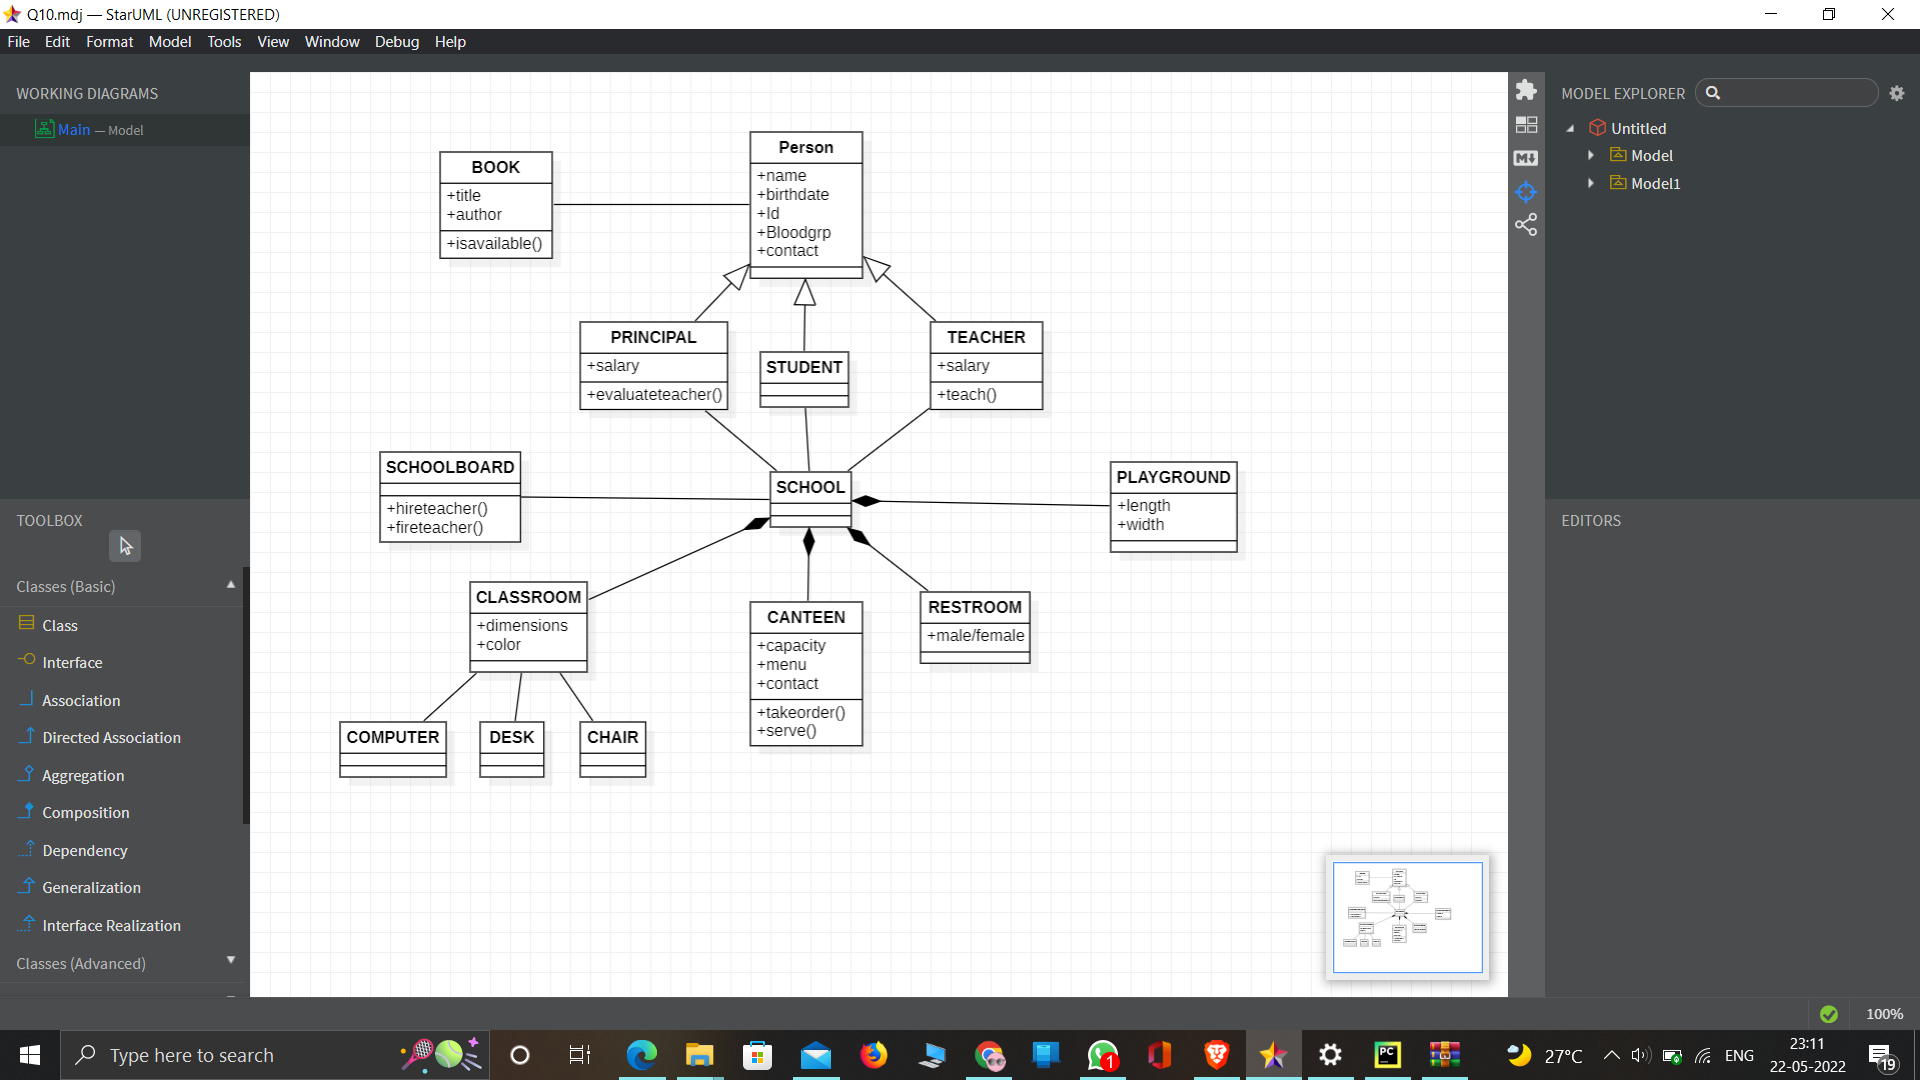 Q10.mdj — StarUML (UNREGISTERED)
File Edit Format Model Tools View Window Debug Help
WORKING DIAGRAMS
Main — Model
TOOLBOX
Classes (Basic)
Class
Interface
Association
Directed Association
Aggregation
Composition
Dependency
Generalization
Interface Realization
Classes (Advanced)
BOOK
+title
+author
+isavailable()
Person
+name
+birthdate
+Id
+Bloodgrp
+contact
PRINCIPAL
+salary
+evaluateteacher()
STUDENT
TEACHER
+salary
+teach()
SCHOOLBOARD
+hireteacher()
+fireteacher()
SCHOOL
PLAYGROUND
+length
+width
CLASSROOM
+dimensions
+color
CANTEEN
+capacity
+menu
+contact
+takeorder()
+serve()
RESTROOM
+male/female
COMPUTER
DESK
CHAIR
MODEL EXPLORER
Untitled
Model
Model1
EDITORS
100%
Type here to search
PC
1
27°C
ENG
23:11
22-05-2022
19